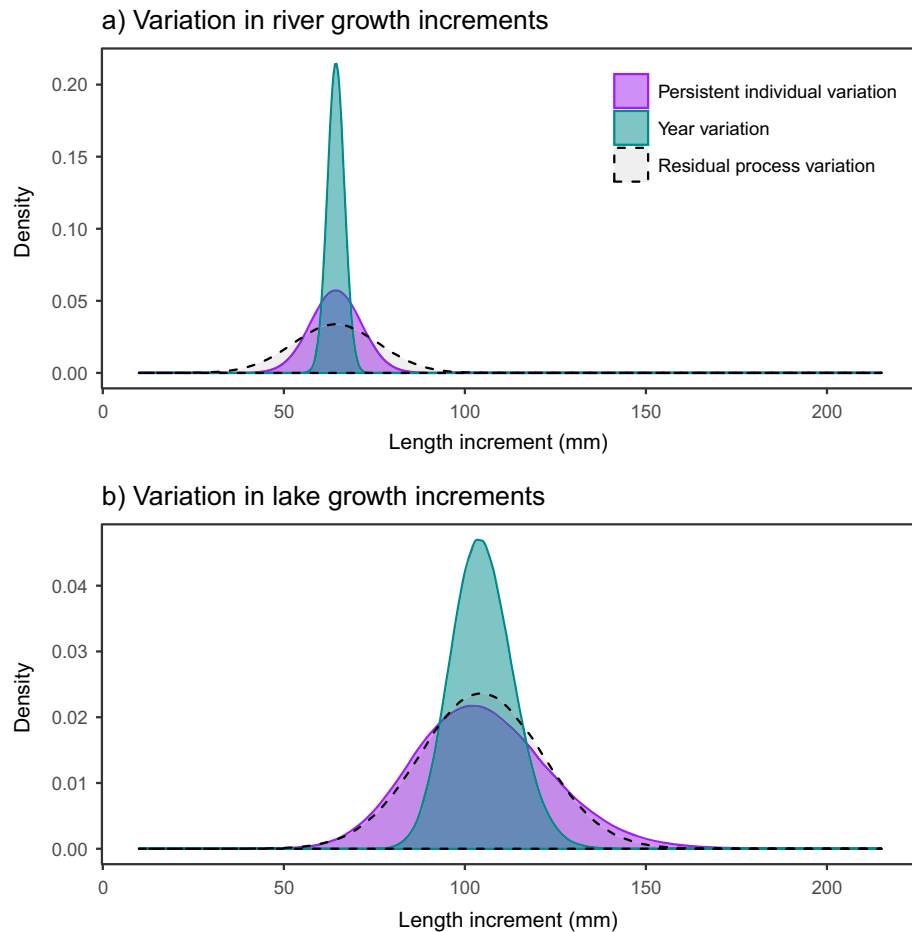 a) Variation in river growth increments
Density
0.20
0.15
0.10
0.05
0.00
Persistent individual variation
Year variation
Residual process variation
0
50
100
150
200
Length increment (mm)
b) Variation in lake growth increments
Density
0.04
0.03
0.02
0.01
0.00
0
50
100
150
200
Length increment (mm)